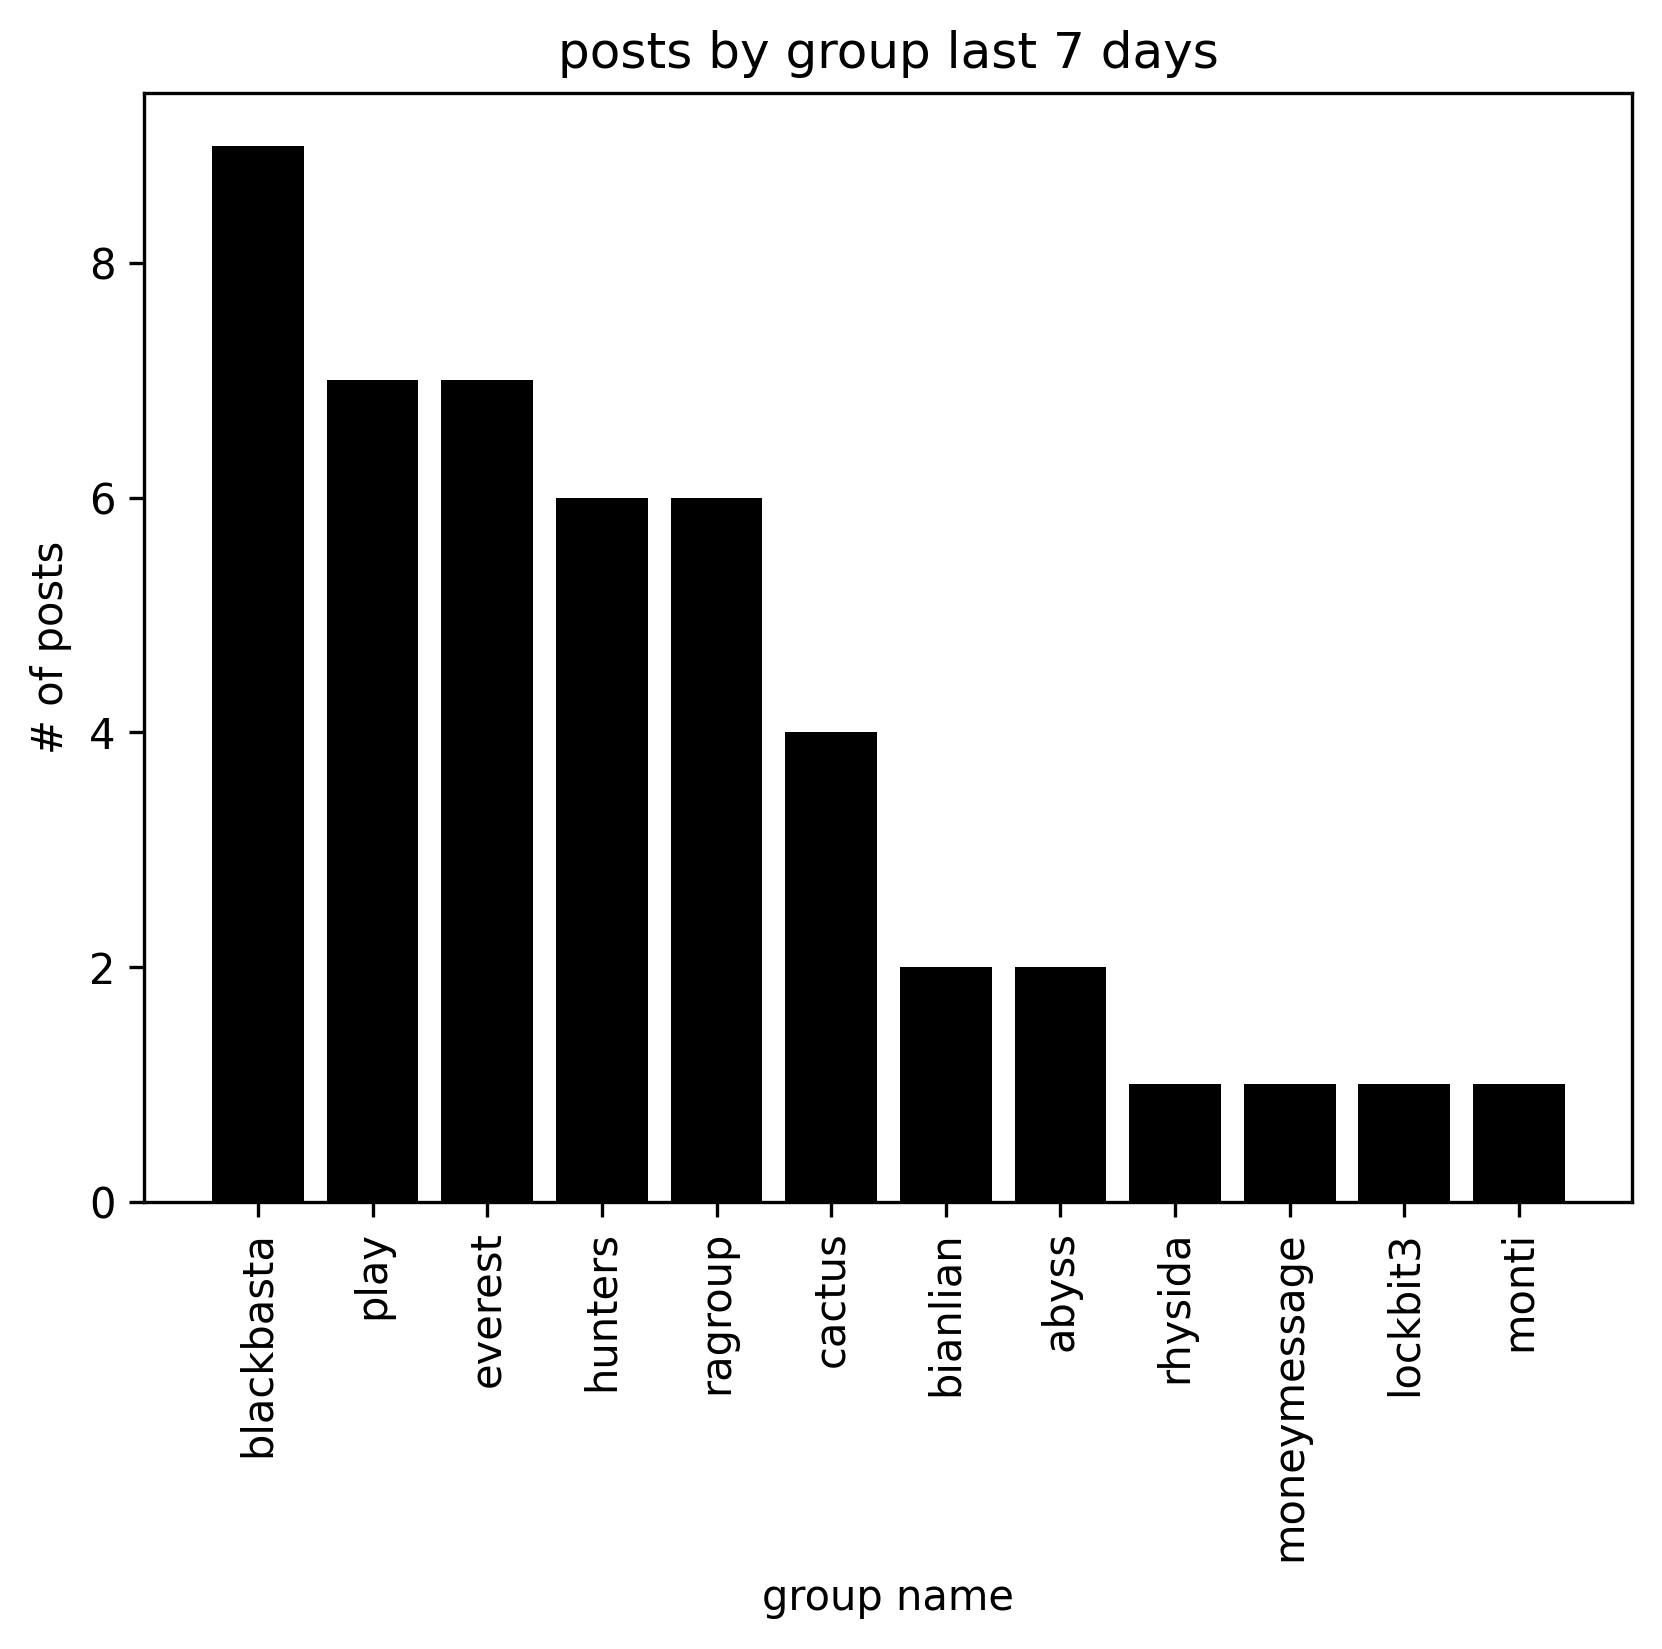 posts by group last 7 days
# of posts
8
6
4
2
0
blackbasta
play
everest
hunters
ragroup
cactus
bianlian
abyss
rhysida
moneymessage
lockbit3
monti
group name